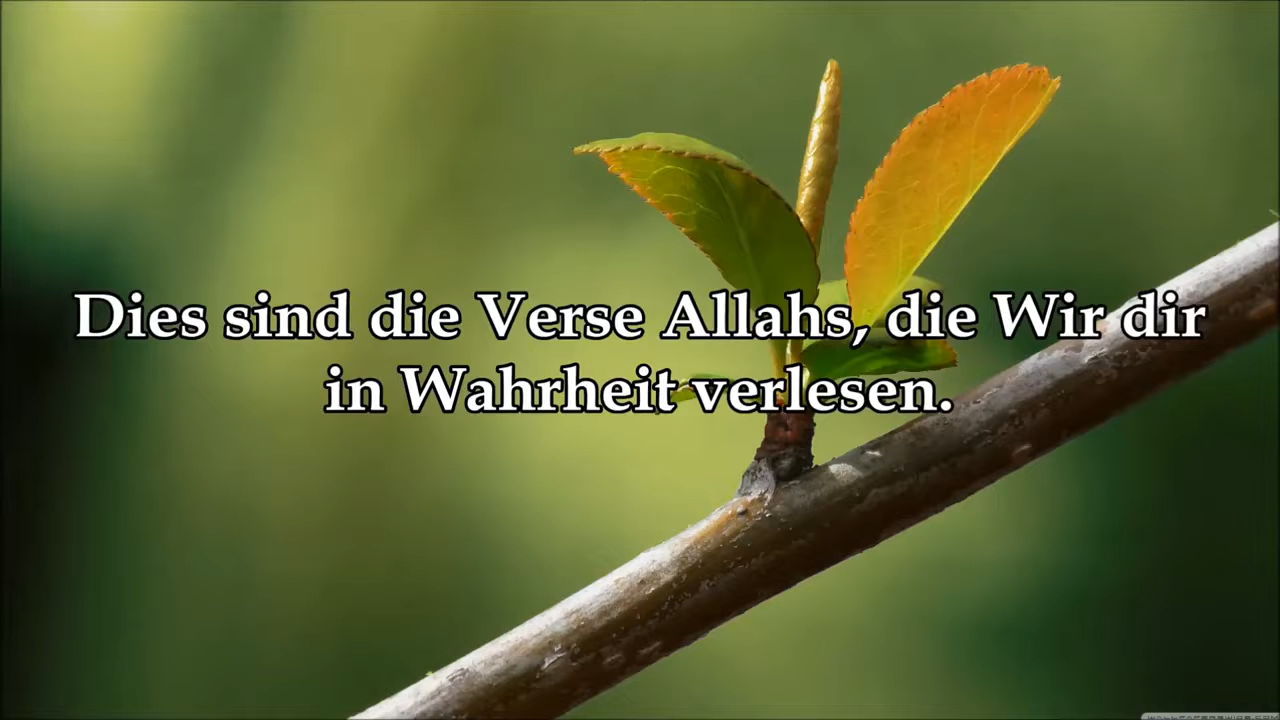 Dies sind die Verse Allahs, die Wir dir
in Wahrheit verlesen.